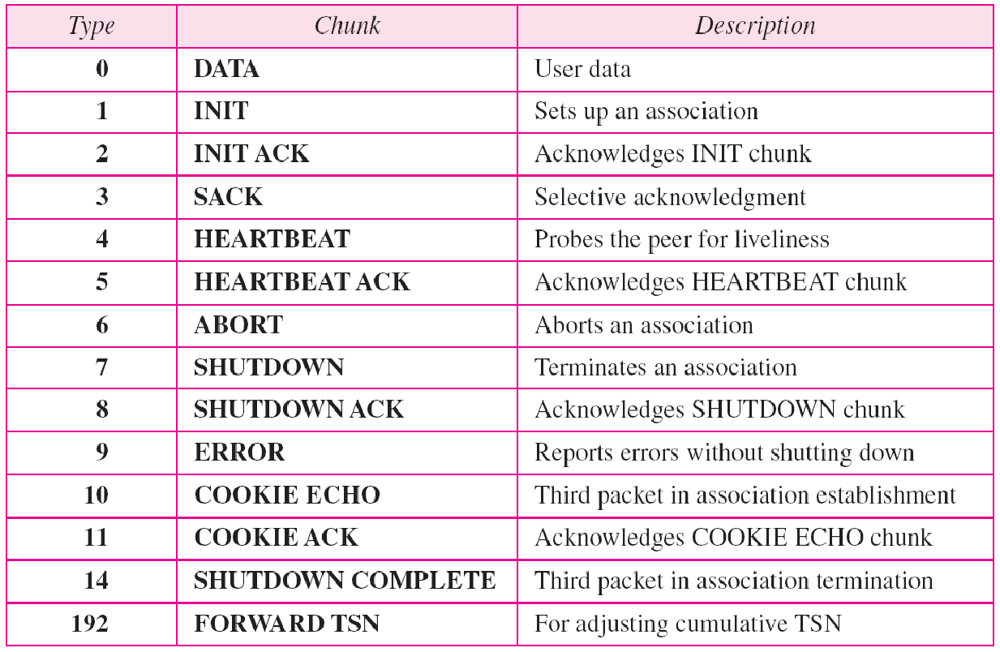 Type Chunk Description
0 DATA User data
1 INIT Sets up an association
2 INIT ACK Acknowledges INIT chunk
3 SACK Selective acknowledgment
4 HEARTBEAT Probes the peer for liveliness
5 HEARTBEAT ACK Acknowledges HEARTBEAT chunk
6 ABORT Aborts an association
7 SHUTDOWN Terminates an association
8 SHUTDOWN ACK Acknowledges SHUTDOWN chunk
9 ERROR Reports errors without shutting down
10 COOKIE ECHO Third packet in association establishment
11 COOKIE ACK Acknowledges COOKIE ECHO chunk
14 SHUTDOWN COMPLETE Third packet in association termination
192 FORWARD TSN For adjusting cumulative TSN